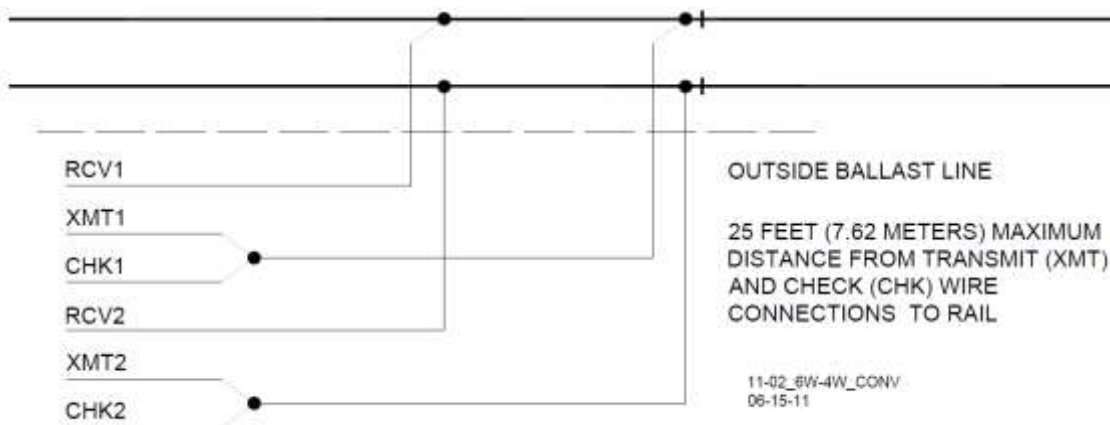 RCV1
XMT1
CHK1
RCV2
XMT2
CHK2
OUTSIDE BALLAST LINE
25 FEET (7.62 METERS) MAXIMUM
DISTANCE FROM TRANSMIT (XMT)
AND CHECK (CHK) WIRE
CONNECTIONS TO RAIL
11-02_6W-4W_CONV
06-15-11